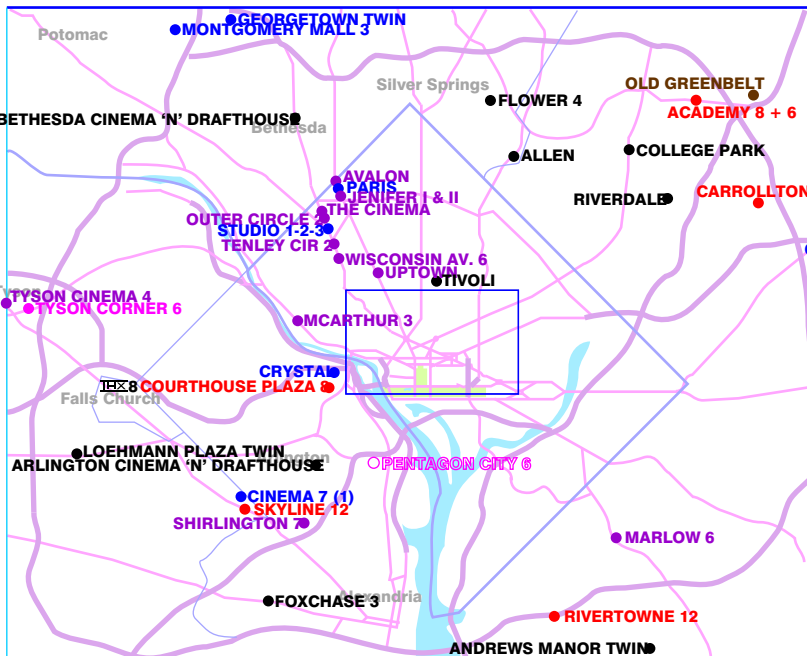 GEORGETOWN TWIN
MONTGOMERY MALL 3
Potomac
Silver Springs
OLD GREENBELT
FLOWER 4
ACADEMY 8 + 6
BETHESDA CINEMA ‘N’ DRAFTHOUSE
Bethesda
ALLEN
COLLEGE PARK
AVALON
PARIS
JENIFER I & II
CARROLLTON
RIVERDALE
THE CINEMA
OUTER CIRCLE 2
STUDIO 1-2-3
TENLEY CIR 2
WISCONSIN AV. 6
UPTOWN
TIVOLI
TYSON CINEMA 4
TYSON CORNER 6
MCARTHUR 3
CRYSTAL
THX 8 COURTHOUSE PLAZA 8
Falls Church
LOEHMANN PLAZA TWIN
ARLINGTON CINEMA ‘N’ DRAFTHOUSE
PENTAGON CITY 6
CINEMA 7 (1)
SKYLINE 12
SHIRLINGTON 7
MARLOW 6
Alexandria
FOXCHASE 3
RIVERTOWNE 12
ANDREWS MANOR TWIN